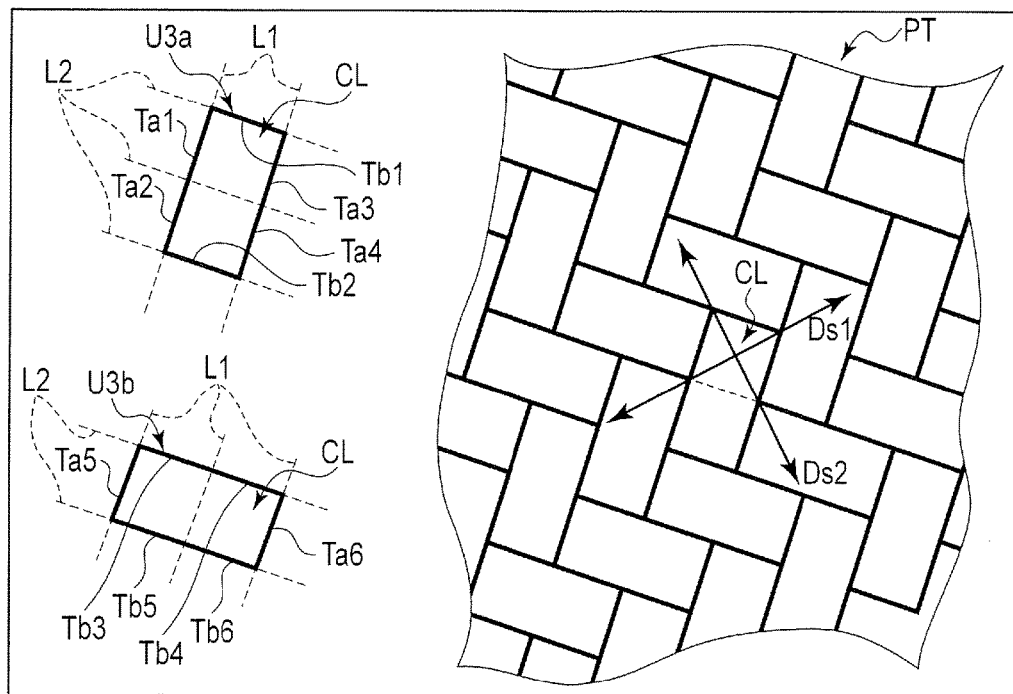 U3a
L1
PT
L2
CL
Ta1
Tb1
Ta2
Ta3
Ta4
Tb2
CL
Ds1
L2
U3b
L1
CL
Ta5
Ds2
Ta6
Tb5
Tb3
Tb6
Tb4